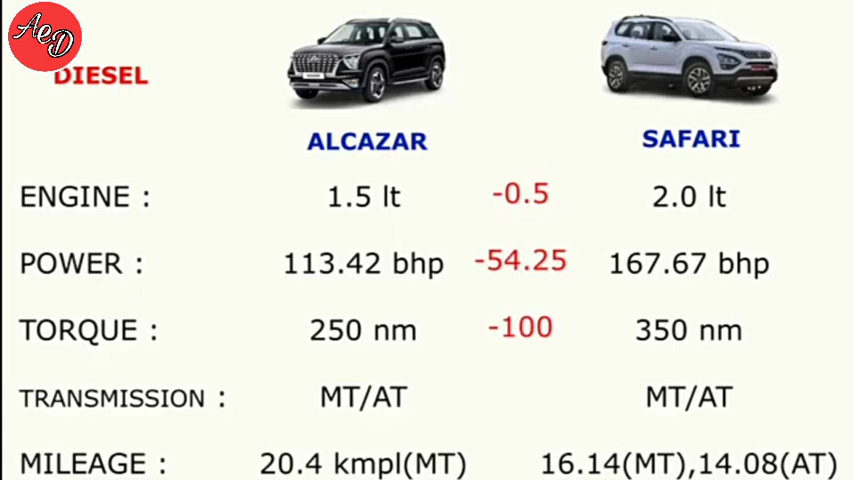 AeD
DIESEL
ALCAZAR SAFARI
ENGINE : 1.5 lt -0.5 2.0 lt
POWER : 113.42 bhp -54.25 167.67 bhp
TORQUE : 250 nm -100 350 nm
TRANSMISSION : MT/AT MT/AT
MILEAGE : 20.4 kmpl(MT) 16.14(MT),14.08(AT)